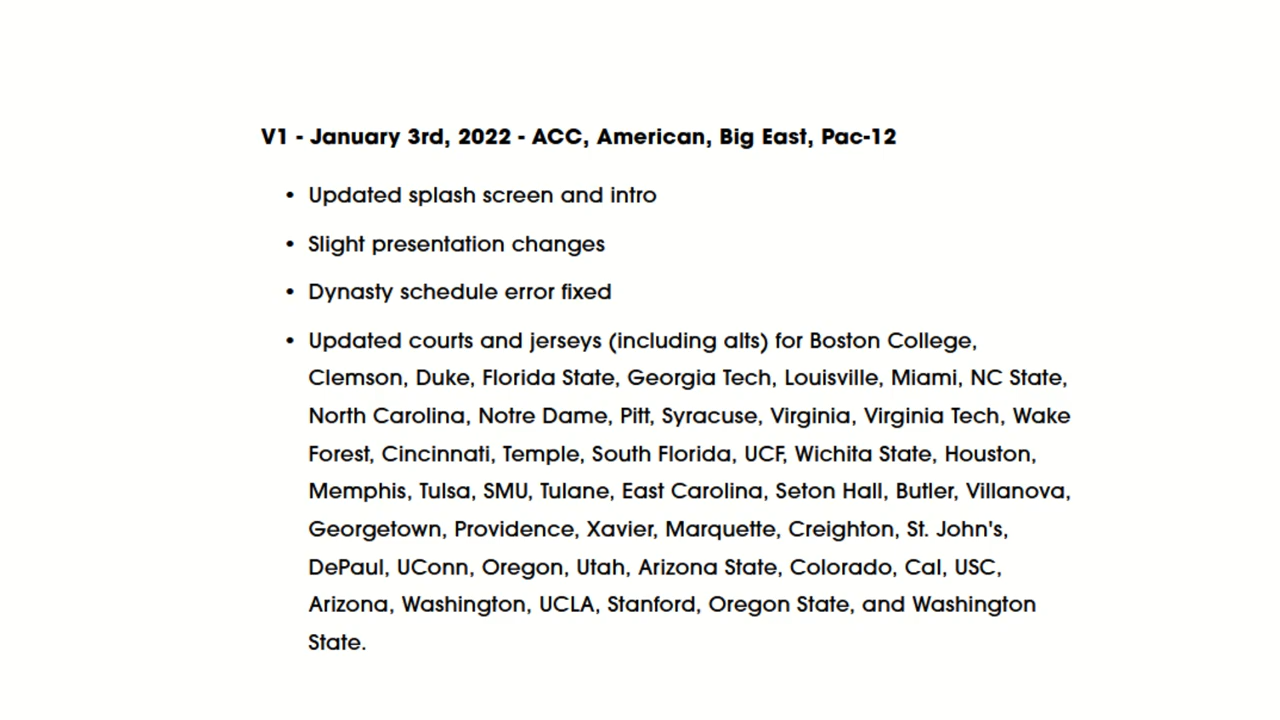 V1 - January 3rd, 2022 - ACC, American, Big East, Pac-12
• Updated splash screen and intro
• Slight presentation changes
• Dynasty schedule error fixed
• Updated courts and jerseys (including alts) for Boston College,
Clemson, Duke, Florida State, Georgia Tech, Louisville, Miami, NC State,
North Carolina, Notre Dame, Pitt, Syracuse, Virginia, Virginia Tech, Wake
Forest, Cincinnati, Temple, South Florida, UCF, Wichita State, Houston,
Memphis, Tulsa, SMU, Tulane, East Carolina, Seton Hall, Butler, Villanova,
Georgetown, Providence, Xavier, Marquette, Creighton, St. John's,
DePaul, UConn, Oregon, Utah, Arizona State, Colorado, Cal, USC,
Arizona, Washington, UCLA, Stanford, Oregon State, and Washington
State.